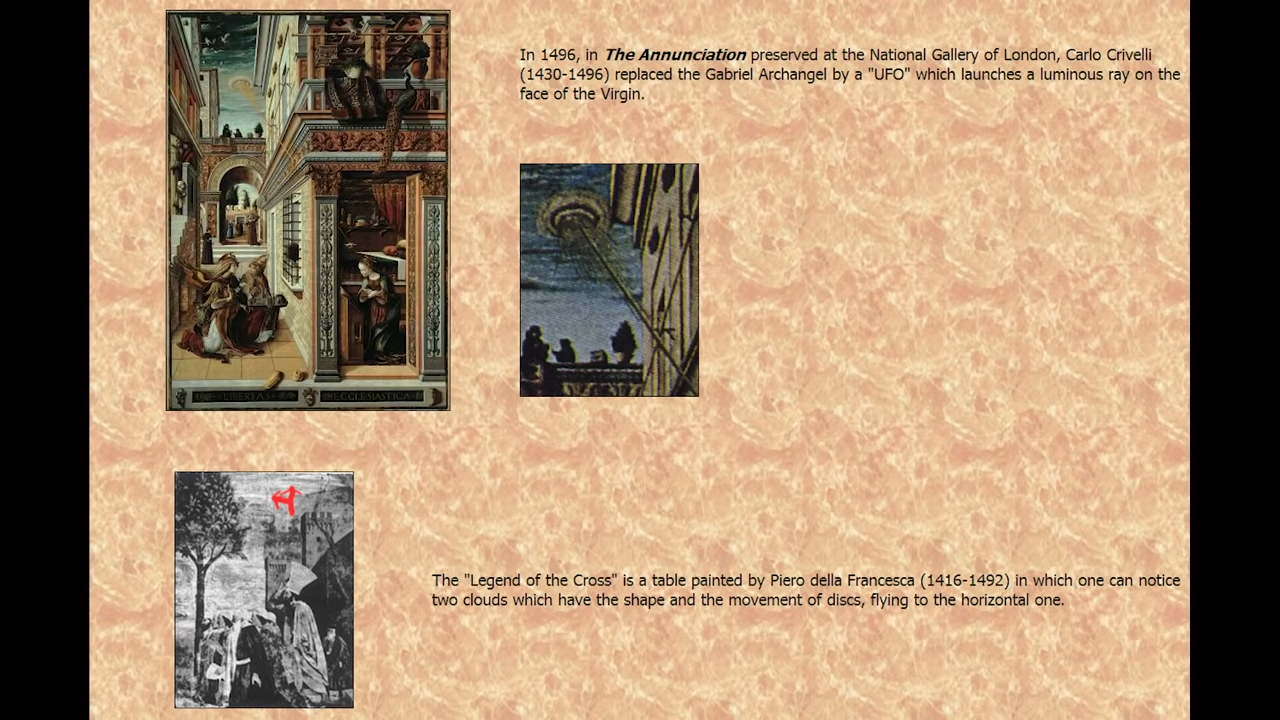 In 1496, in The Annunciation preserved at the National Gallery of London, Carlo Crivelli
(1430-1496) replaced the Gabriel Archangel by a "UFO" which launches a luminous ray on the
face of the Virgin.
LIBERTAS ECCLESIASTICA
The "Legend of the Cross" is a table painted by Piero della Francesca (1416-1492) in which one can notice
two clouds which have the shape and the movement of discs, flying to the horizontal one.